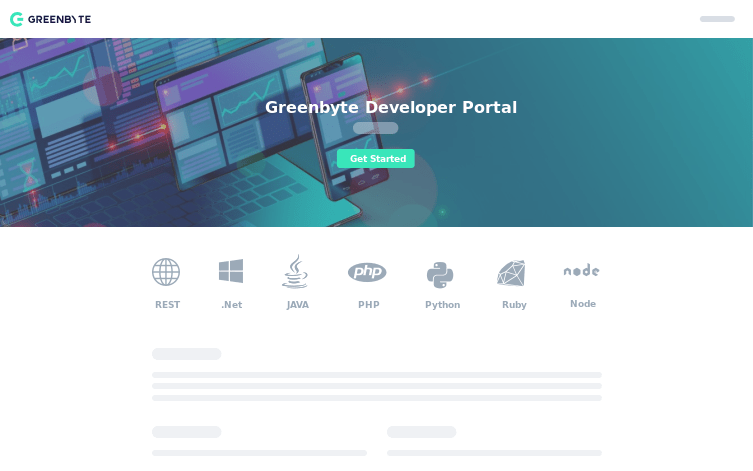 GREENBYTE
Greenbyte Developer Portal
Get Started
php
node
REST
.Net
JAVA
PHP
Python
Ruby
Node